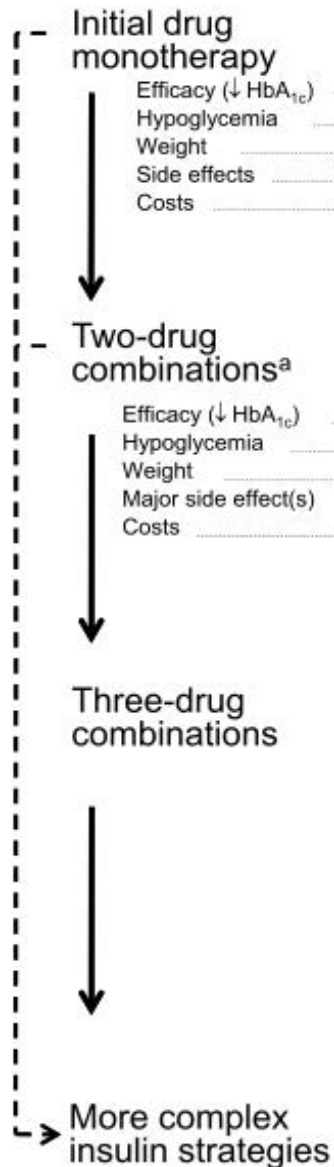 Initial drug
monotherapy
Efficacy (↓ HbA1c)
Hypoglycemia
Weight
Side effects
Costs
Two-drug
combinationsᵃ
Efficacy (↓ HbA1c)
Hypoglycemia
Weight
Major side effect(s)
Costs
Three-drug
combinations
More complex
insulin strategies